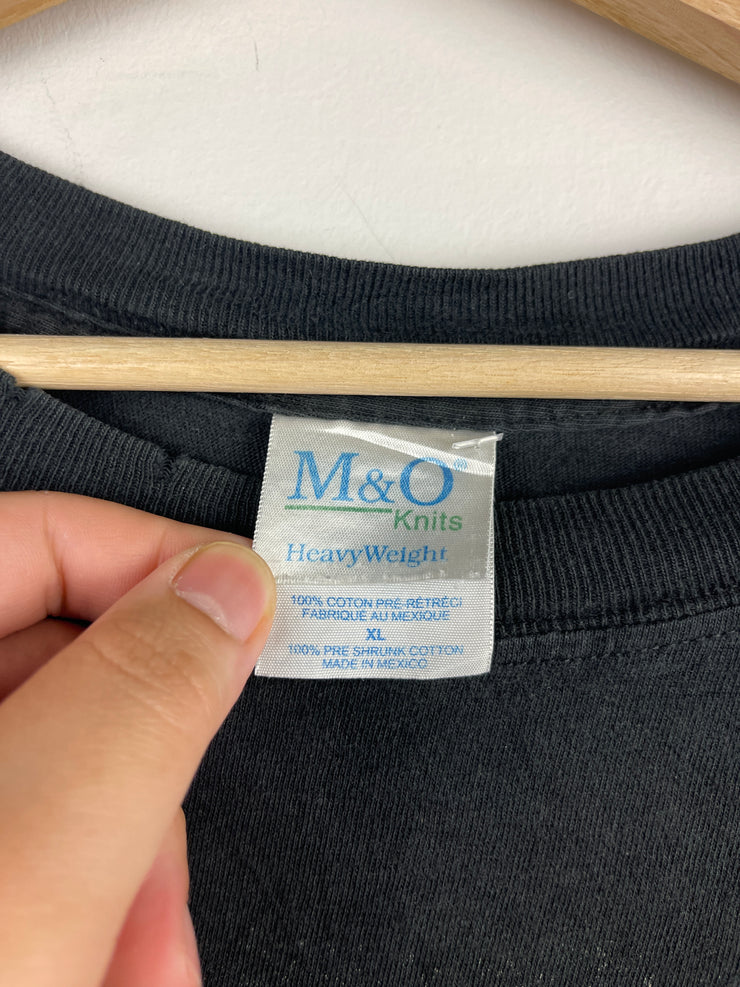 M&O®
Knits
HeavyWeight
100% COTON PRÉ-RÉTRÉCI
FABRIQUÉ AU MEXIQUE
XL
100% PRE SHRUNK COTTON
MADE IN MEXICO